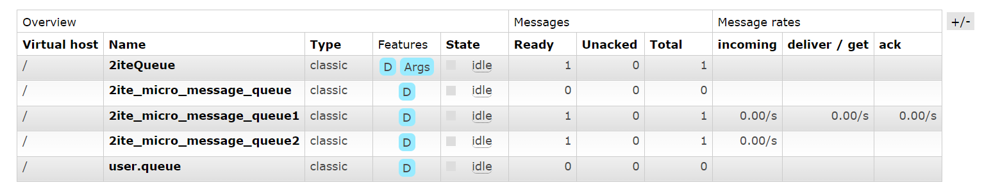 Overview Messages Message rates +/-
Virtual host Name Type Features State Ready Unacked Total incoming deliver / get ack
/ 2iteQueue classic D Args idle 1 0 1
/ 2ite_micro_message_queue classic D idle 0 0 0
/ 2ite_micro_message_queue1 classic D idle 1 0 1 0.00/s 0.00/s 0.00/s
/ 2ite_micro_message_queue2 classic D idle 1 0 1 0.00/s
/ user.queue classic D idle 0 0 0